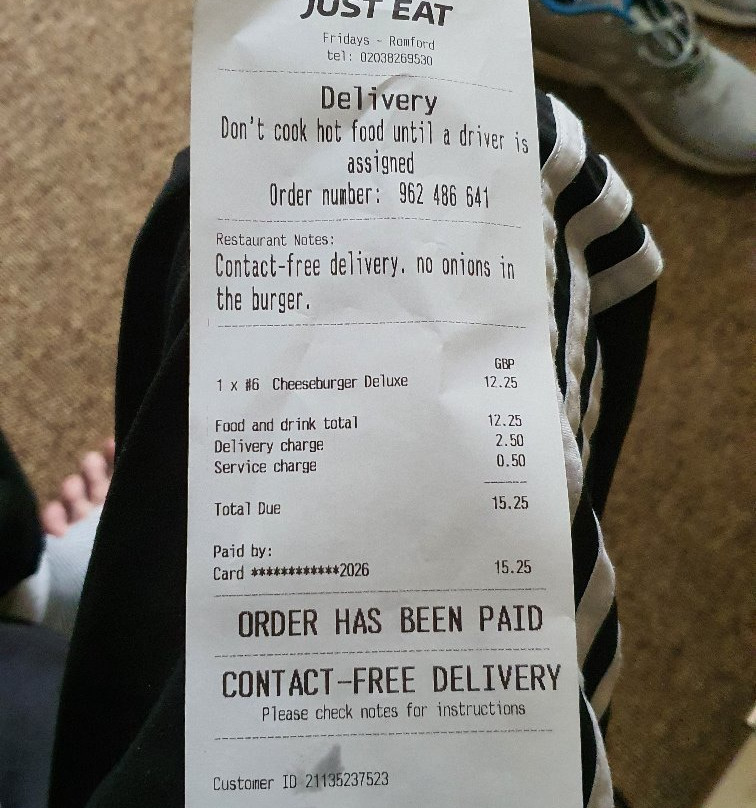 JUST EAT
Fridays - Romford
tel: 02038269530
Delivery
Don't cook hot food until a driver is
assigned
Order number: 962 486 641
Restaurant Notes:
Contact-free delivery. no onions in
the burger.
GBP
1 x #6 Cheeseburger Deluxe 12.25
Food and drink total 12.25
Delivery charge 2.50
Service charge 0.50
Total Due 15.25
Paid by:
Card ************2026 15.25
ORDER HAS BEEN PAID
CONTACT-FREE DELIVERY
Please check notes for instructions
Customer ID 21135237523